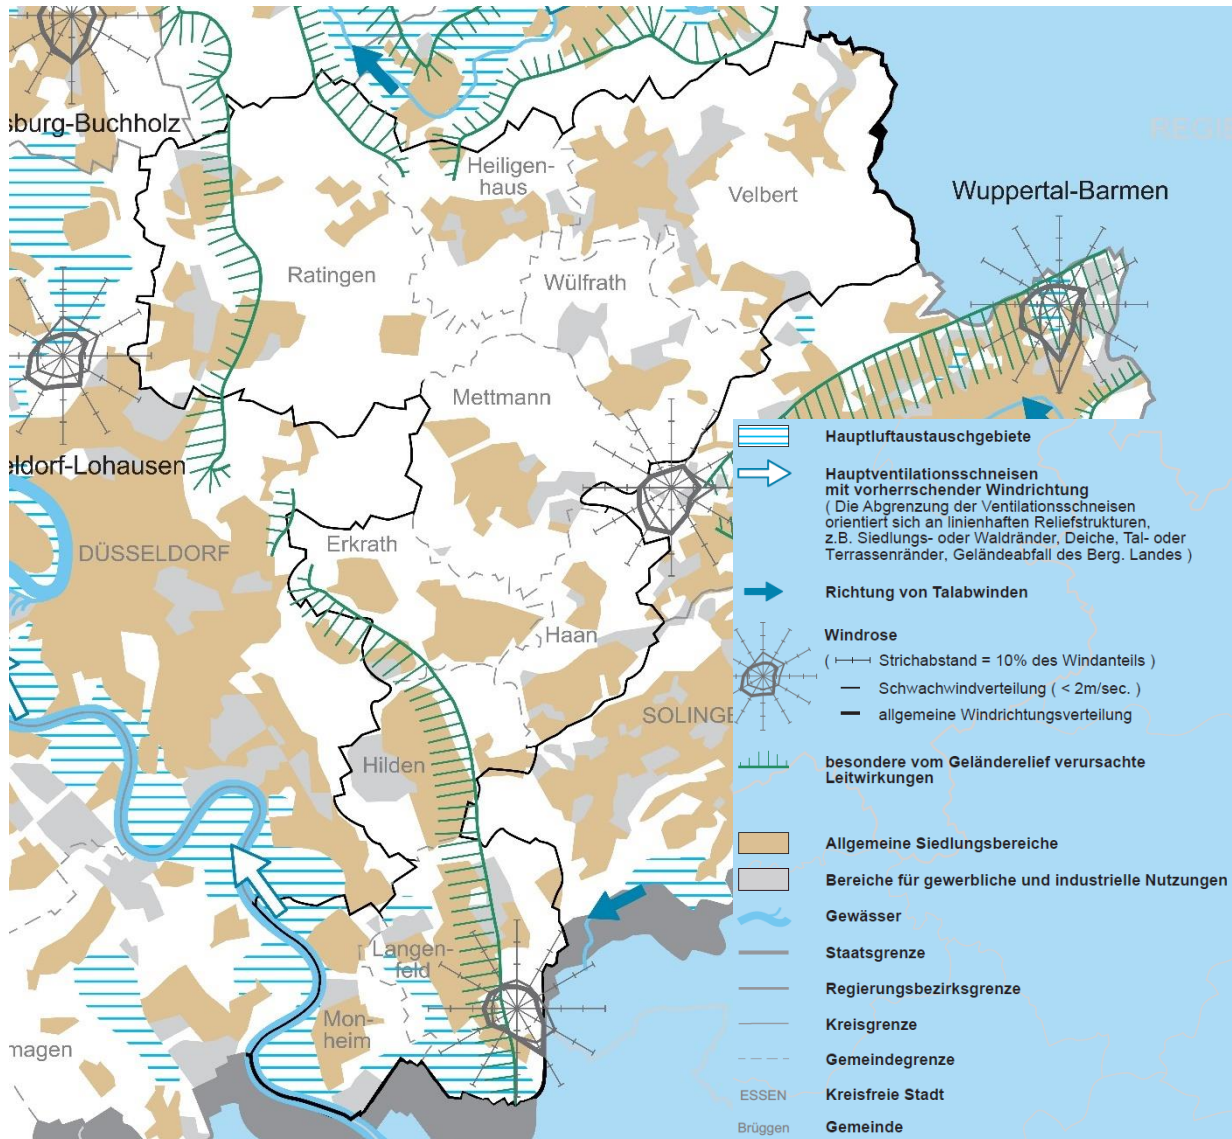 sburg-Buchholz
REGIE
Heiligen-
haus
Velbert
Wuppertal-Barmen
Ratingen
Wülfrath
Mettmann
eldorf-Lohausen
DÜSSELDORF
Erkrath
Haan
SOLINGE
Hilden
Langen-
feld
Mon-
heim
magen
Hauptluftaustauschgebiete
Hauptventilationsschneisen
mit vorherrschender Windrichtung
( Die Abgrenzung der Ventilationsschneisen
orientiert sich an linienhaften Reliefstrukturen,
z.B. Siedlungs- oder Waldränder, Deiche, Tal- oder
Terrassenränder, Geländeabfall des Berg. Landes )
Richtung von Talabwinden
Windrose
( Strichabstand = 10% des Windanteils )
Schwachwindverteilung ( < 2m/sec. )
allgemeine Windrichtungsverteilung
besondere vom Geländerelief verursachte
Leitwirkungen
Allgemeine Siedlungsbereiche
Bereiche für gewerbliche und industrielle Nutzungen
Gewässer
Staatsgrenze
Regierungsbezirksgrenze
Kreisgrenze
Gemeindegrenze
ESSEN Kreisfreie Stadt
Brüggen Gemeinde